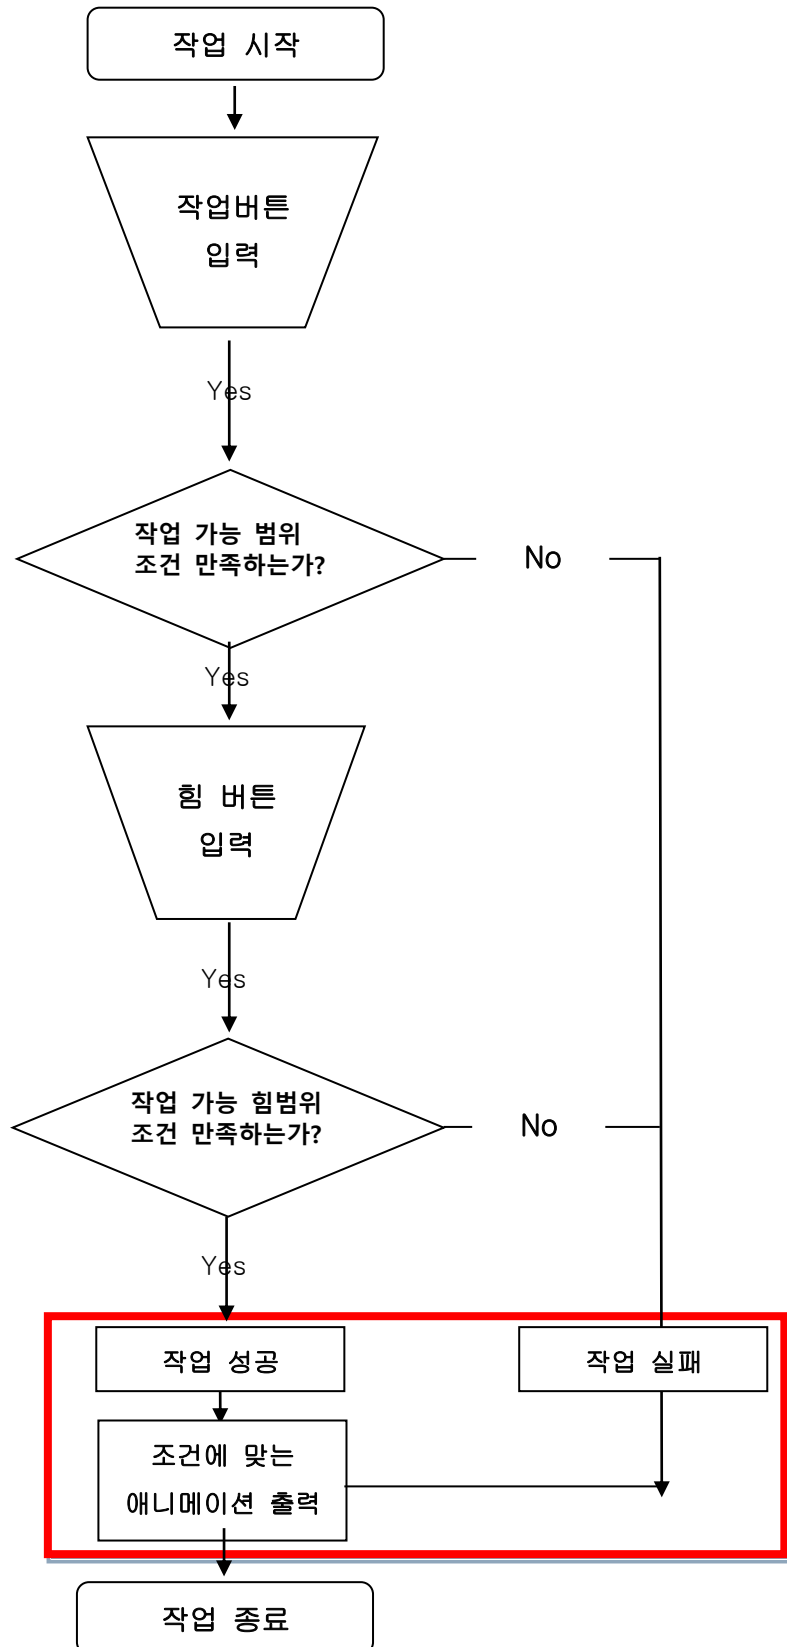 작업 시작
작업버튼
입력
Yes
작업 가능 범위
조건 만족하는가?
No
Yes
힘 버튼
입력
Yes
작업 가능 힘범위
조건 만족하는가?
No
Yes
작업 성공
작업 실패
조건에 맞는
애니메이션 출력
작업 종료